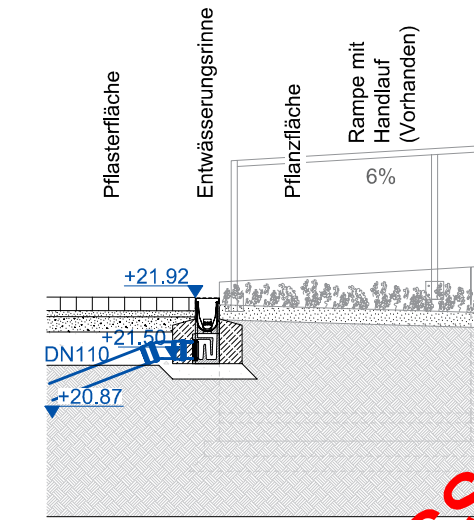 Pflasterfläche
Entwässerungsrinne
Pflanzfläche
Rampe mit
Handlauf
(Vorhanden)
6%
+21.92
+21.50
DN110
+20.87